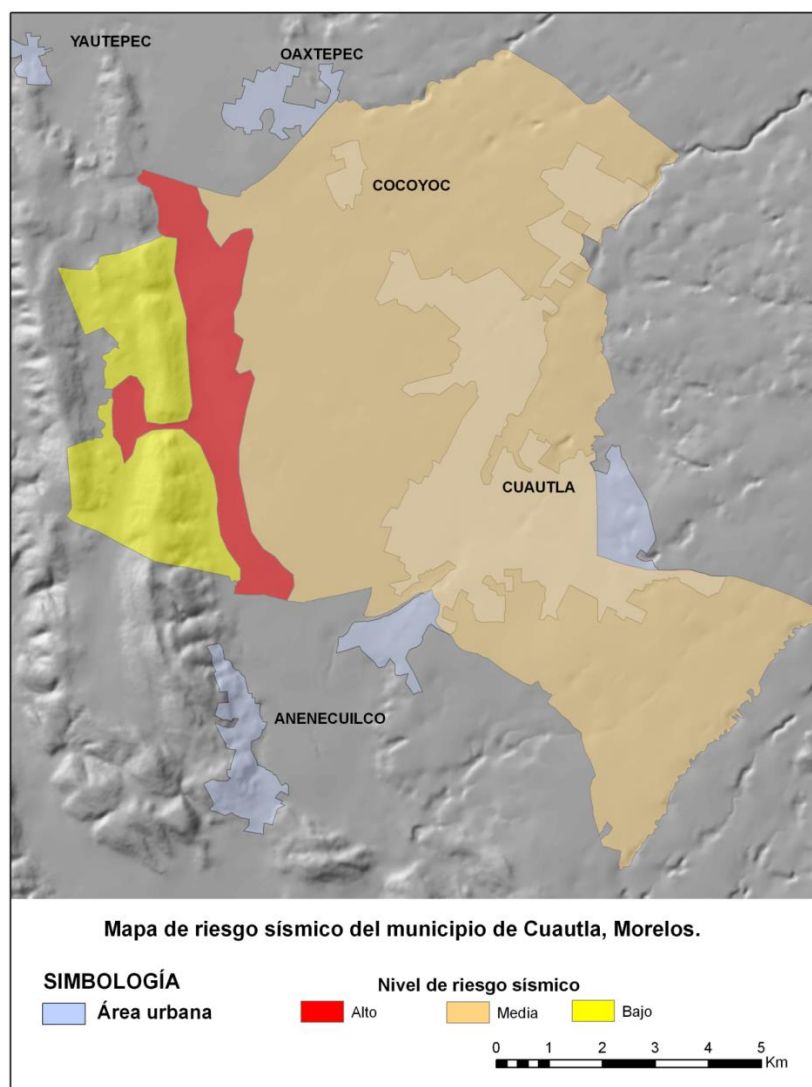 YAUTEPEC
OAXTEPEC
COCOYOC
CUAUTLA
ANENECUILCO
Mapa de riesgo sísmico del municipio de Cuautla, Morelos.
SIMBOLOGÍA
Área urbana
Nivel de riesgo sísmico
Alto
Media
Bajo
0 1 2 3 4 5
Km